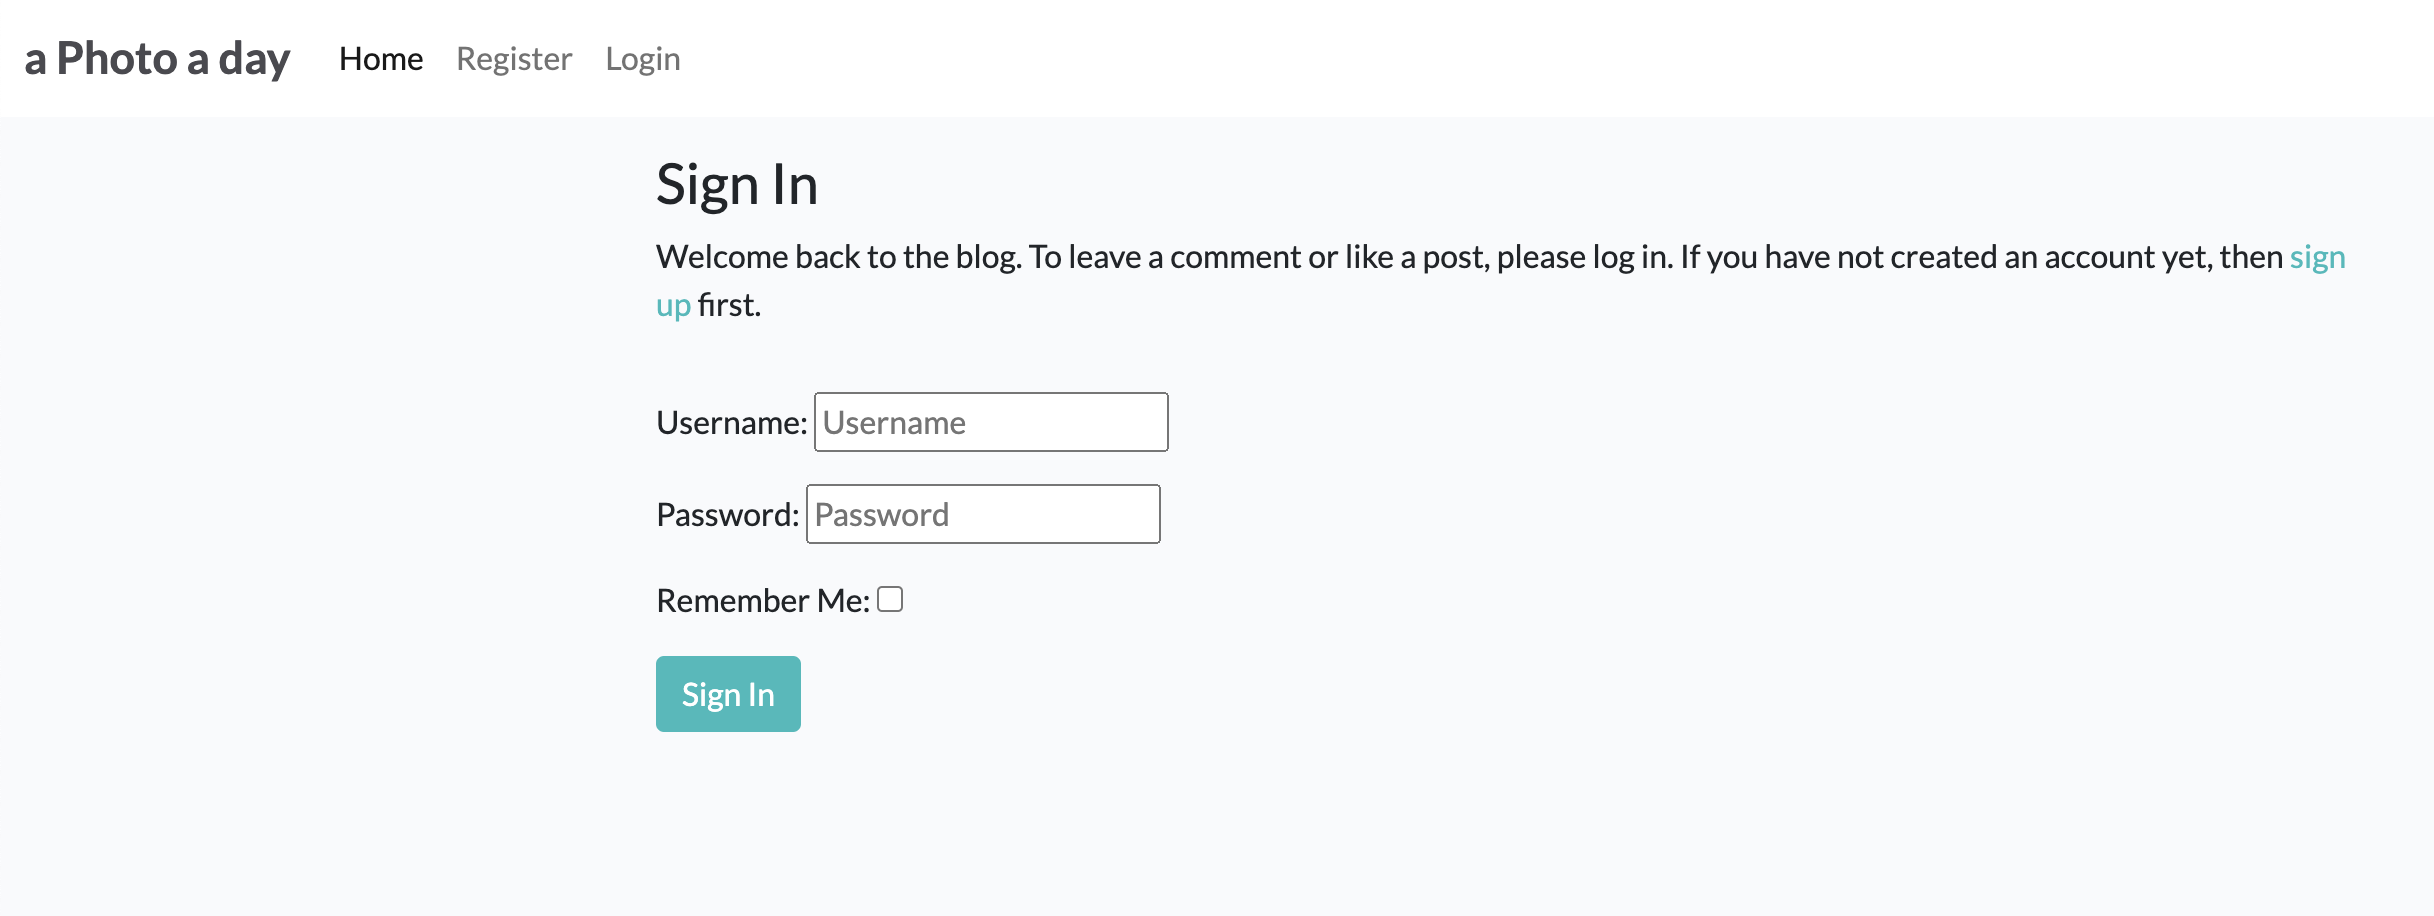 a Photo a day Home Register Login
Sign In
Welcome back to the blog. To leave a comment or like a post, please log in. If you have not created an account yet, then sign
up first.
Username: Username
Password: Password
Remember Me:
Sign In